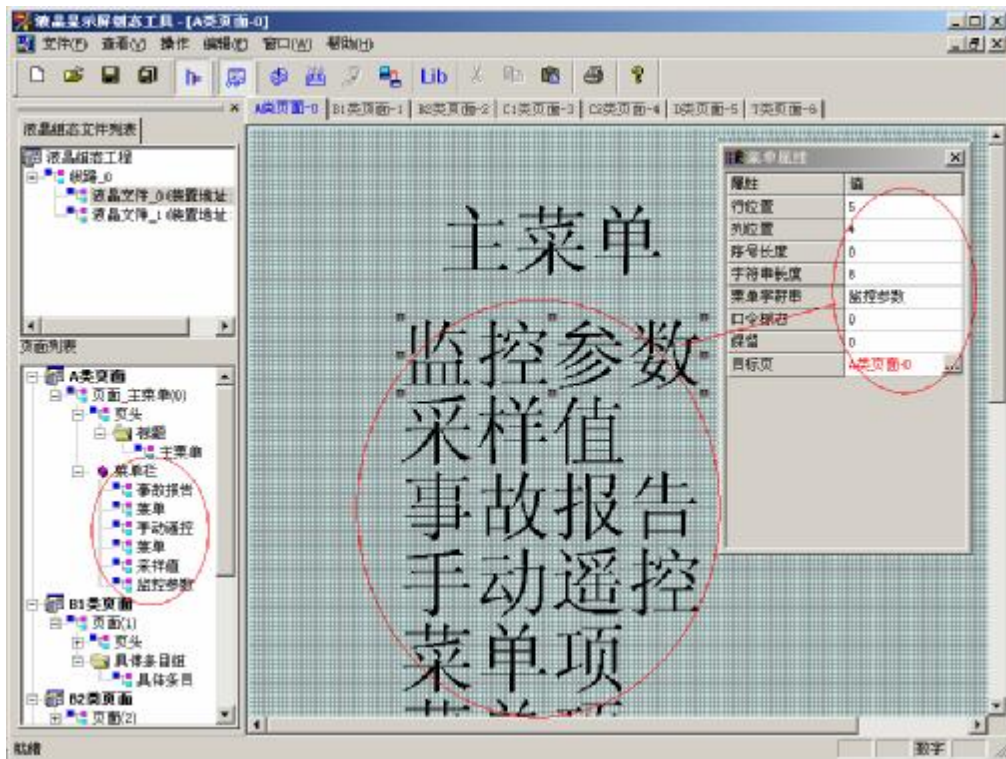 液晶显示屏组态工具 - [A类页面-0]
文件(F) 查看(V) 操作 编辑(E) 窗口(W) 帮助(H)
Lib
A类页面-0 B1类页面-1 B2类页面-2 C1类页面-3 C2类页面-4 D类页面-5 T类页面-6
液晶组态文件列表
液晶组态工程
线路_0
液晶文件_0(装置地址
液晶文件_1(装置地址
页面列表
A类页面
页面_主菜单(0)
页头
标题
主菜单
菜单栏
事故报告
菜单
手动遥控
菜单
采样值
监控参数
B1类页面
页面(1)
页头
具体条目组
具体条目
B2类页面
页面(2)
主菜单
监控参数
采样值
事故报告
手动遥控
菜单项
菜单项
菜单属性
属性 值
行位置 5
列位置 4
序号长度 0
字符串长度 8
菜单字符串 监控参数
口令标志 0
保留 0
目标页 A类页面-0 ...
就绪
数字